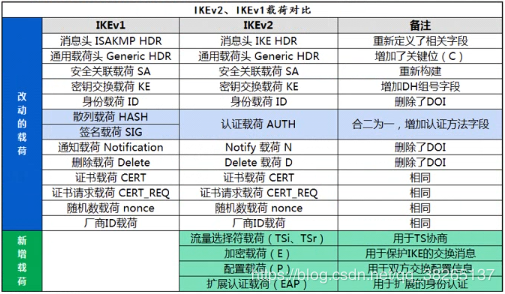 IKEv2、IKEv1载荷对比
IKEv1 IKEv2 备注
改动的载荷
消息头 ISAKMP HDR 消息头 IKE HDR 重新定义了相关字段
通用载荷头 Generic HDR 通用载荷头 Generic HDR 增加了关键位（C）
安全关联载荷 SA 安全关联载荷 SA 重新构建
密钥交换载荷 KE 密钥交换载荷 KE 增加DH组号字段
身份载荷 ID 身份载荷 ID 删除了DOI
散列载荷 HASH
签名载荷 SIG
认证载荷 AUTH 合二为一，增加认证方法字段
通知载荷 Notification Notify 载荷 N 删除了DOI
删除载荷 Delete Delete 载荷 D 删除了DOI
证书载荷 CERT 证书载荷 CERT 相同
证书请求载荷 CERT_REQ 证书请求载荷 CERT_REQ 相同
随机数载荷 nonce 随机数载荷 nonce 相同
厂商ID载荷 厂商ID载荷 相同
新增载荷
流量选择符载荷（TSi、TSr） 用于TS协商
加密载荷（E） 用于保护IKE的交换消息
配置载荷（P） 用于双方交换配置信息
扩展认证载荷（EAP） 用于扩展的身份认证